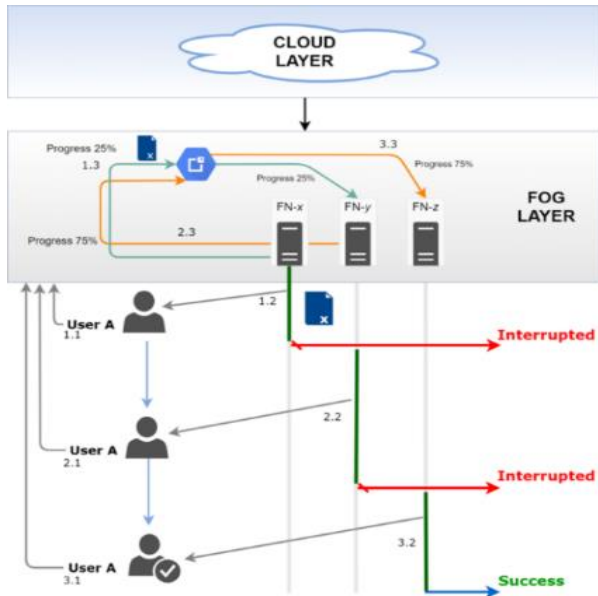 CLOUD
LAYER
Progress 25%
x
1.3
3.3
Progress 25%
Progress 75%
FN-x
FN-y
FN-z
FOG
LAYER
2.3
Progress 75%
1.2
x
User A
1.1
Interrupted
2.2
User A
2.1
Interrupted
3.2
User A
3.1
Success